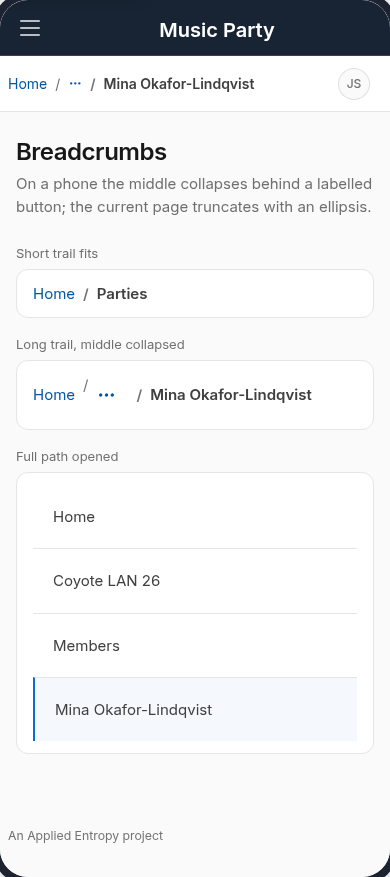 Music Party
Home / ··· / Mina Okafor-Lindqvist JS
Breadcrumbs
On a phone the middle collapses behind a labelled
button; the current page truncates with an ellipsis.
Short trail fits
Home / Parties
Long trail, middle collapsed
Home / ··· / Mina Okafor-Lindqvist
Full path opened
Home
Coyote LAN 26
Members
Mina Okafor-Lindqvist
An Applied Entropy project